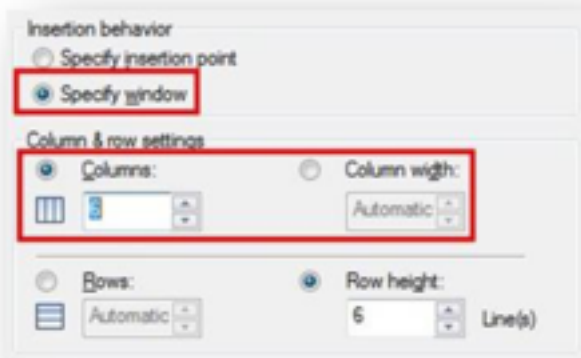 Insertion behavior
Specify insertion point
Specify window
Column & row settings
Columns: Column width:
Automatic
Rows: Row height:
Automatic 6 Line(s)